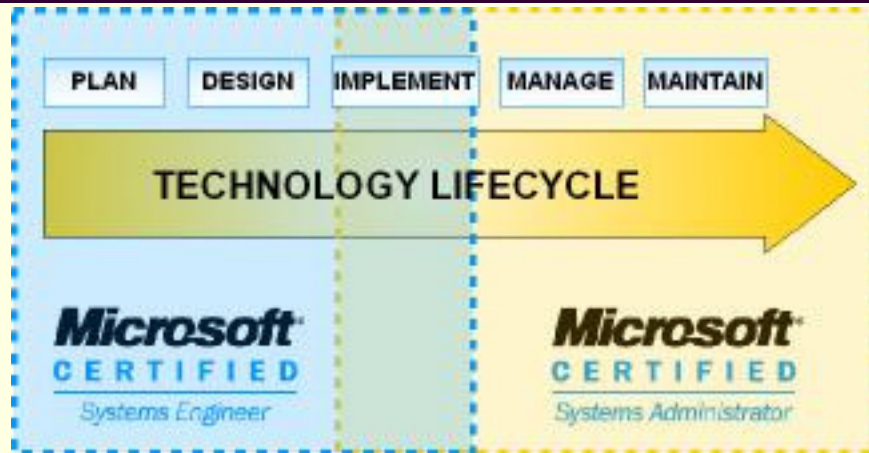 PLAN DESIGN IMPLEMENT MANAGE MAINTAIN
TECHNOLOGY LIFECYCLE
Microsoft®
CERTIFIED
Systems Engineer
Microsoft®
CERTIFIED
Systems Administrator